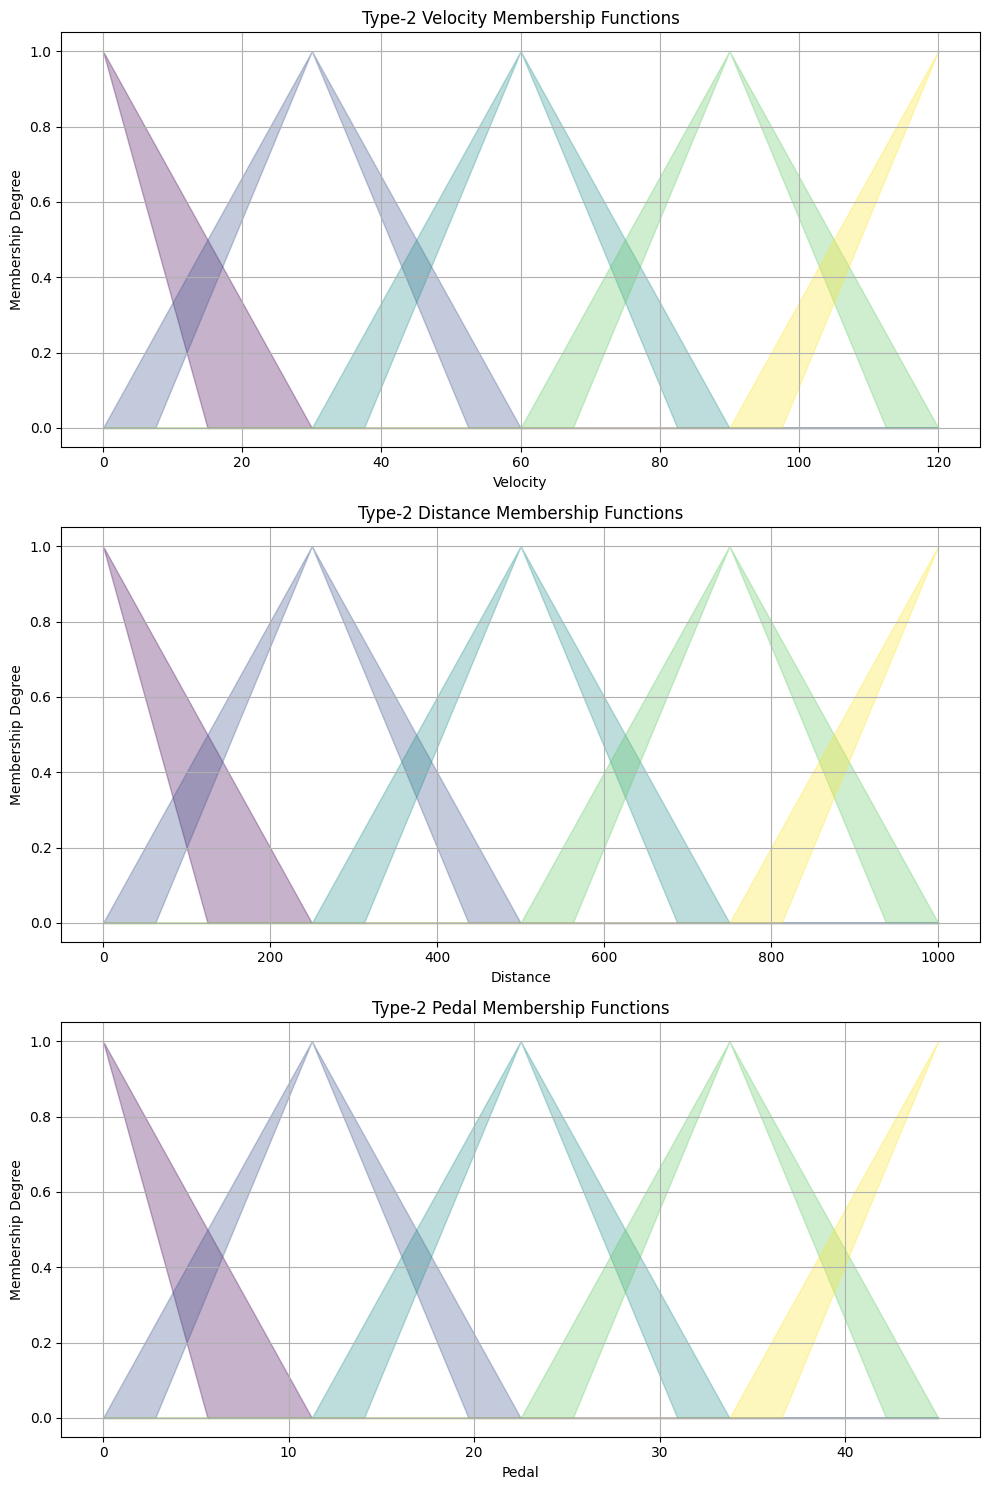 Type-2 Velocity Membership Functions
1.0
0.8
0.6
0.4
0.2
0.0
Membership Degree
0 20 40 60 80 100 120
Velocity
Type-2 Distance Membership Functions
1.0
0.8
0.6
0.4
0.2
0.0
Membership Degree
0 200 400 600 800 1000
Distance
Type-2 Pedal Membership Functions
1.0
0.8
0.6
0.4
0.2
0.0
Membership Degree
0 10 20 30 40
Pedal